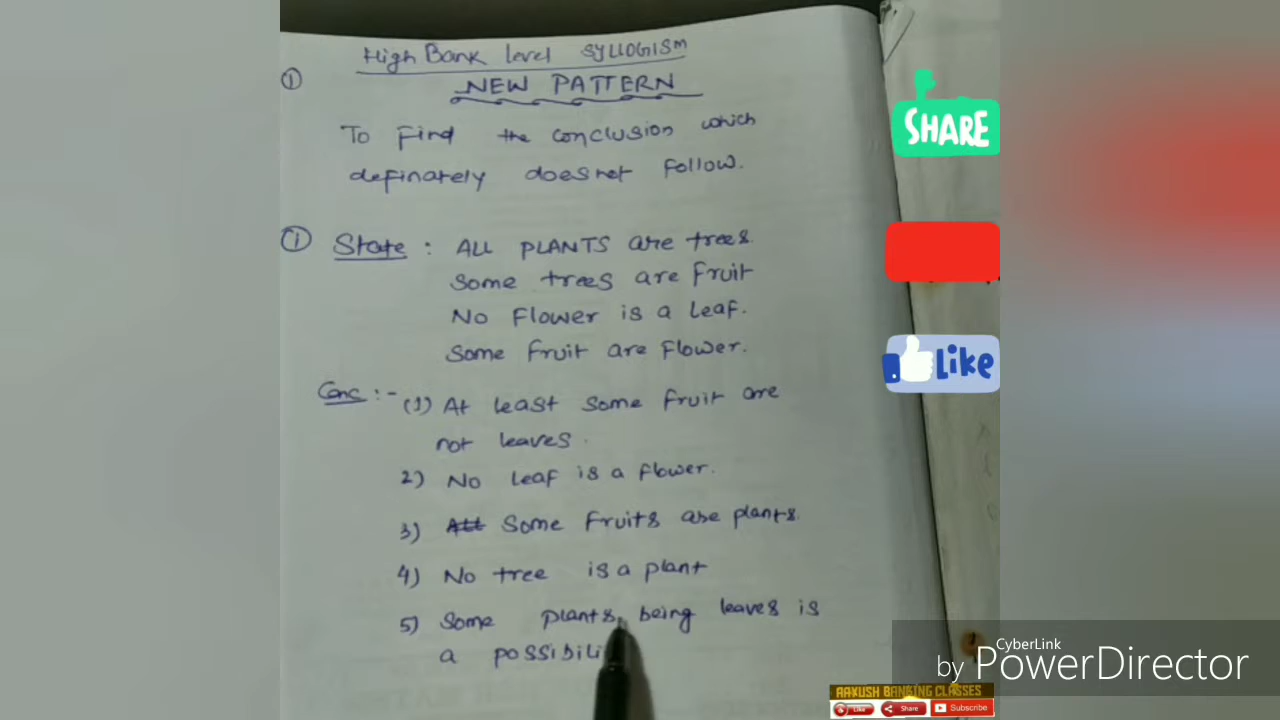 High Bank level SYLLOGISM
① NEW PATTERN
To Find the conclusion which
definately doesnot follow.
① State : ALL PLANTS are trees.
Some trees are fruit
No Flower is a Leaf.
Some fruit are flower.
Conc :- (1) At least some fruit are
not leaves.
2) No leaf is a flower.
3) All Some fruits are plants.
4) No tree is a plant
5) Some plants being leaves is
a possibili
SHARE
Like
CyberLink
by PowerDirector
AAKUSH BANKING CLASSES
Like Share Subscribe